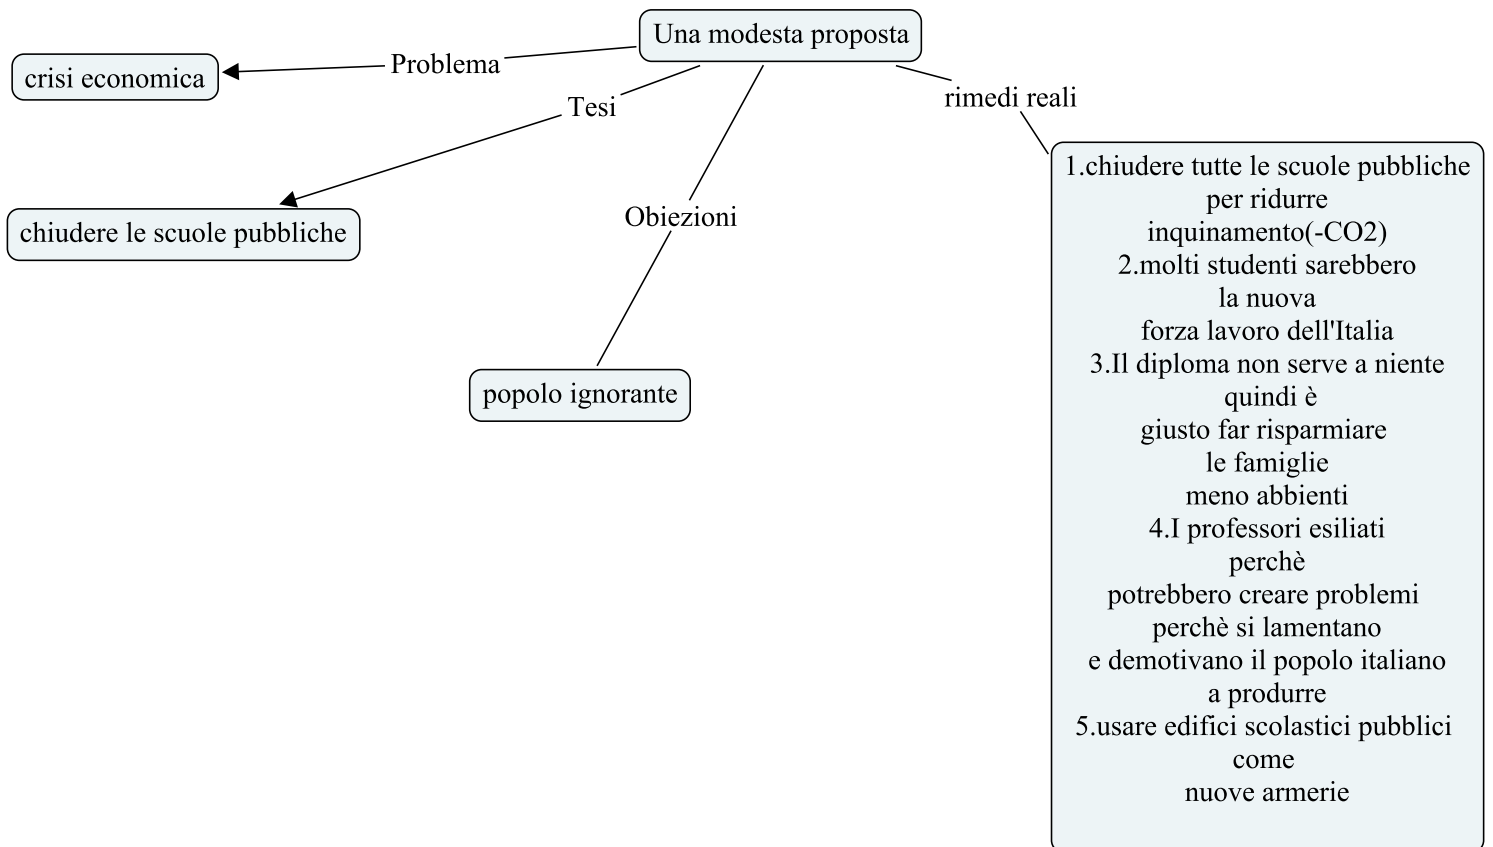 Una modesta proposta
Problema
crisi economica
Tesi
chiudere le scuole pubbliche
Obiezioni
popolo ignorante
rimedi reali
1.chiudere tutte le scuole pubbliche
per ridurre
inquinamento(-CO2)
2.molti studenti sarebbero
la nuova
forza lavoro dell'Italia
3.Il diploma non serve a niente
quindi è
giusto far risparmiare
le famiglie
meno abbienti
4.I professori esiliati
perchè
potrebbero creare problemi
perchè si lamentano
e demotivano il popolo italiano
a produrre
5.usare edifici scolastici pubblici
come
nuove armerie